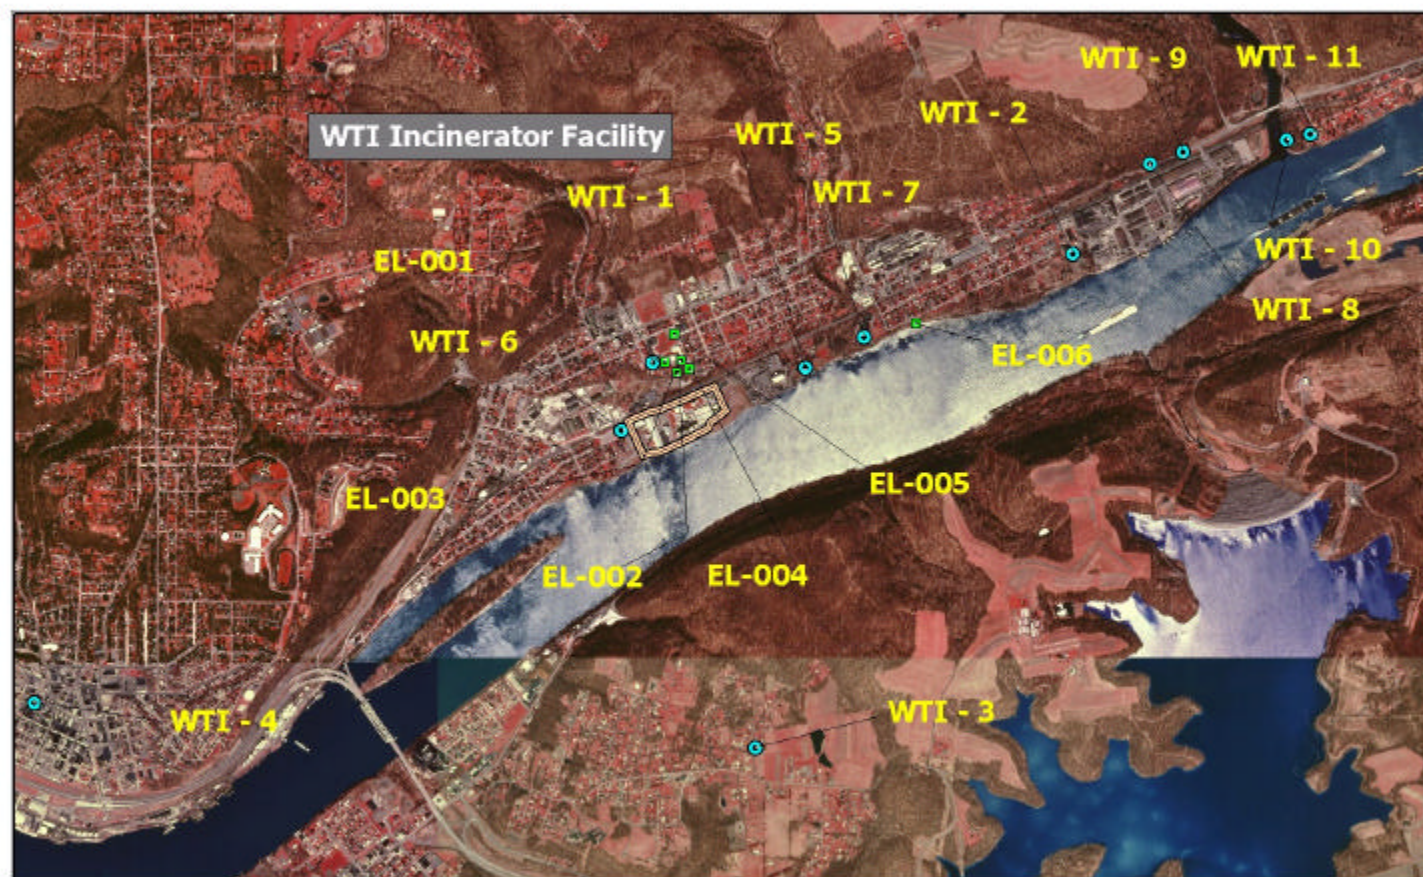 WTI - 9
WTI - 11
WTI - 2
WTI Incinerator Facility
WTI - 5
WTI - 1
WTI - 7
EL-001
WTI - 10
WTI - 8
WTI - 6
EL-006
EL-005
EL-003
EL-002
EL-004
WTI - 3
WTI - 4